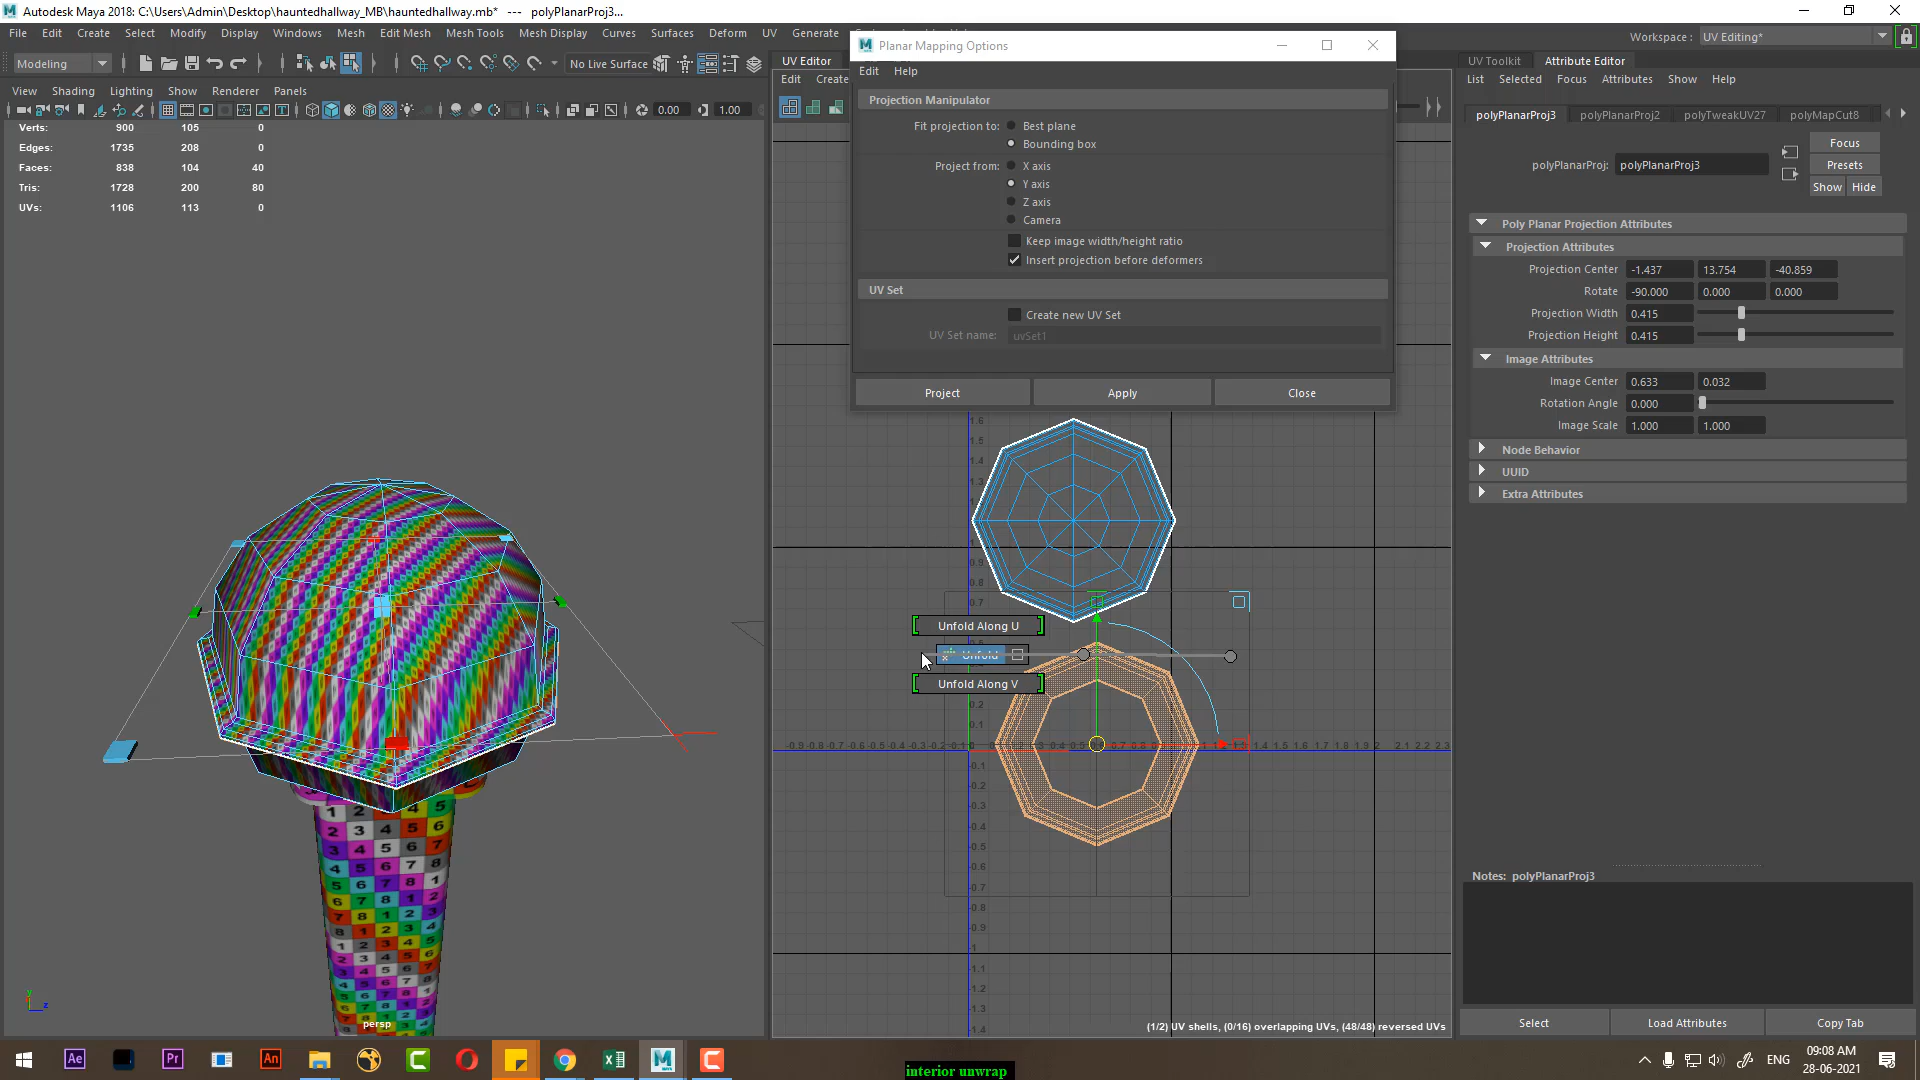 Autodesk Maya 2018: C:\Users\Admin\Desktop\hauntedhallway_MB\hauntedhallway.mb* --- polyPlanarProj3...
File Edit Create Select Modify Display Windows Mesh Edit Mesh Mesh Tools Mesh Display Curves Surfaces Deform UV Generate
Workspace : UV Editing*
Modeling
No Live Surface
View Shading Lighting Show Renderer Panels
0.00 1.00
Verts: 900 105 0
Edges: 1735 208 0
Faces: 838 104 40
Tris: 1728 200 80
UVs: 1106 113 0
persp
UV Editor
Edit Create
Planar Mapping Options
Edit Help
Projection Manipulator
Fit projection to: Best plane
Bounding box
Project from: X axis
Y axis
Z axis
Camera
Keep image width/height ratio
Insert projection before deformers
UV Set
Create new UV Set
UV Set name: uvSet1
Project Apply Close
Unfold Along U
Unfold
Unfold Along V
(1/2) UV shells, (0/16) overlapping UVs, (48/48) reversed UVs
UV Toolkit Attribute Editor
List Selected Focus Attributes Show Help
polyPlanarProj3 polyPlanarProj2 polyTweakUV27 polyMapCut8
polyPlanarProj: polyPlanarProj3
Focus
Presets
Show Hide
Poly Planar Projection Attributes
Projection Attributes
Projection Center -1.437 13.754 -40.859
Rotate -90.000 0.000 0.000
Projection Width 0.415
Projection Height 0.415
Image Attributes
Image Center 0.633 0.032
Rotation Angle 0.000
Image Scale 1.000 1.000
Node Behavior
UUID
Extra Attributes
Notes: polyPlanarProj3
Select Load Attributes Copy Tab
interior unwrap
ENG
09:08 AM
28-06-2021